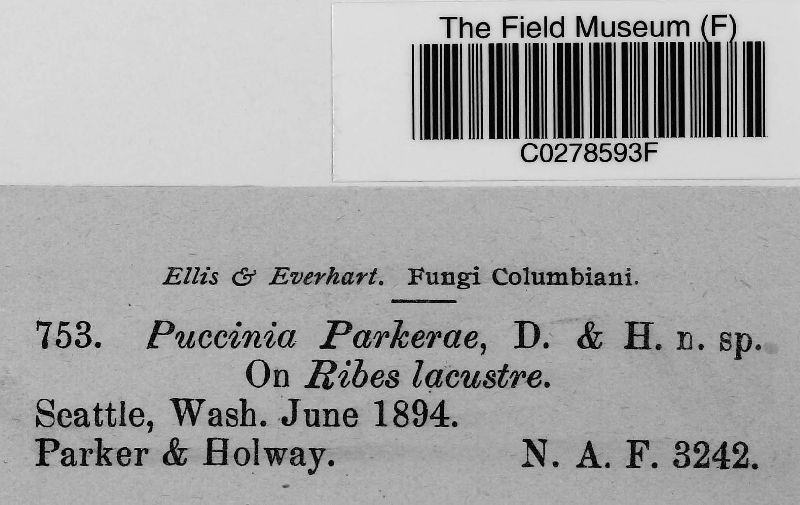 The Field Museum (F)
C0278593F
Ellis & Everhart. Fungi Columbiani.
753. Puccinia Parkerae, D. & H. n. sp.
On Ribes lacustre.
Seattle, Wash. June 1894.
Parker & Holway. N. A. F. 3242.